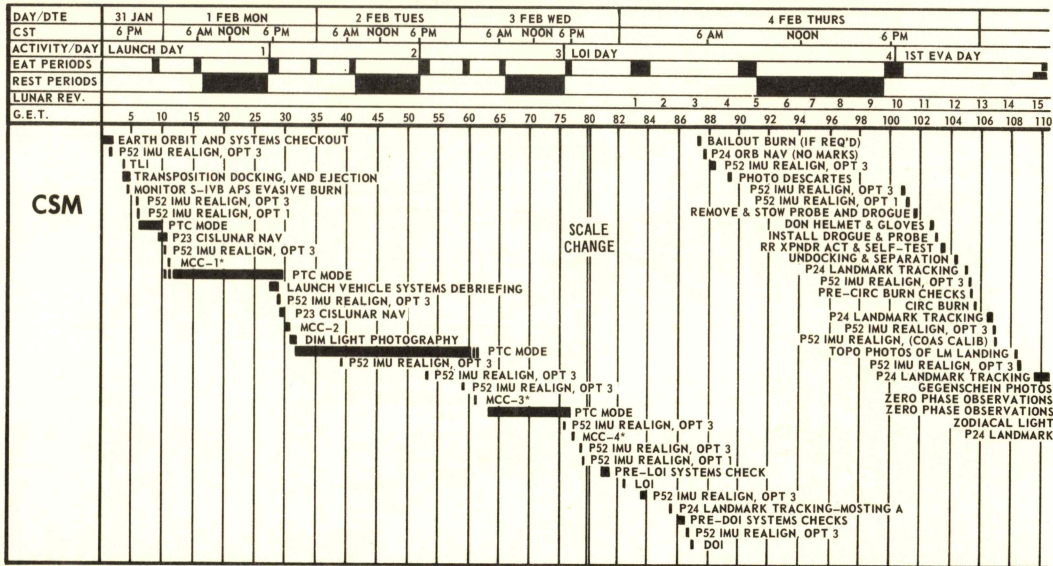 DAY/DTE 31 JAN 1 FEB MON 2 FEB TUES 3 FEB WED 4 FEB THURS
CST 6 PM 6 AM NOON 6 PM 6 AM NOON 6 PM 6 AM NOON 6 PM 6 AM NOON 6 PM
ACTIVITY/DAY LAUNCH DAY 1 2 3 LOI DAY 4 1ST EVA DAY
EAT PERIODS
REST PERIODS
LUNAR REV. 1 2 3 4 5 6 7 8 9 10 11 12 13 14 15
G.E.T. 5 10 15 20 25 30 35 40 45 50 55 60 65 70 75 80 82 84 86 88 90 92 94 96 98 100 102 104 106 108 110
CSM
SCALE
CHANGE
EARTH ORBIT AND SYSTEMS CHECKOUT
P52 IMU REALIGN, OPT 3
TLI
TRANSPOSITION DOCKING, AND EJECTION
MONITOR S-IVB APS EVASIVE BURN
P52 IMU REALIGN, OPT 3
P52 IMU REALIGN, OPT 1
PTC MODE
P23 CISLUNAR NAV
P52 IMU REALIGN, OPT 3
MCC-1*
PTC MODE
LAUNCH VEHICLE SYSTEMS DEBRIEFING
P52 IMU REALIGN, OPT 3
P23 CISLUNAR NAV
MCC-2
DIM LIGHT PHOTOGRAPHY
PTC MODE
P52 IMU REALIGN, OPT 3
P52 IMU REALIGN, OPT 3
P52 IMU REALIGN, OPT 3
MCC-3*
PTC MODE
P52 IMU REALIGN, OPT 3
MCC-4*
P52 IMU REALIGN, OPT 3
P52 IMU REALIGN, OPT 1
PRE-LOI SYSTEMS CHECK
LOI
P52 IMU REALIGN, OPT 3
P24 LANDMARK TRACKING-MOSTING A
PRE-DOI SYSTEMS CHECKS
P52 IMU REALIGN, OPT 3
DOI
BAILOUT BURN (IF REQ'D)
P24 ORB NAV (NO MARKS)
P52 IMU REALIGN, OPT 3
PHOTO DESCARTES
P52 IMU REALIGN, OPT 3
P52 IMU REALIGN, OPT 1
REMOVE & STOW PROBE AND DROGUE
DON HELMET & GLOVES
INSTALL DROGUE & PROBE
RR XPNDR ACT & SELF-TEST
UNDOCKING & SEPARATION
P24 LANDMARK TRACKING
P52 IMU REALIGN, OPT 3
PRE-CIRC BURN CHECKS
CIRC BURN
P24 LANDMARK TRACKING
P52 IMU REALIGN, OPT 3
P52 IMU REALIGN, (COAS CALIB)
TOPO PHOTOS OF LM LANDING
P52 IMU REALIGN, OPT 3
P24 LANDMARK TRACKING
GEGENSCHEIN PHOTOS
ZERO PHASE OBSERVATIONS
ZERO PHASE OBSERVATIONS
ZODIACAL LIGHT
P24 LANDMARK